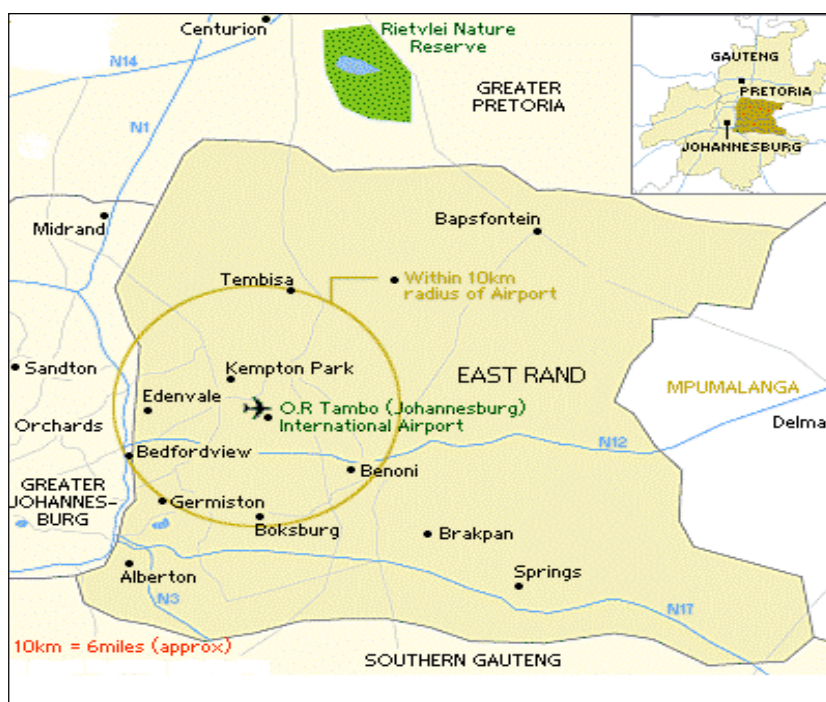 Centurion
Rietvlei Nature
Reserve
GAUTENG
PRETORIA
JOHANNESBURG
N14
GREATER
PRETORIA
N1
Midrand
Bapsfontein
Tembisa
Within 10km
radius of Airport
Sandton
Kempton Park
EAST RAND
MPUMALANGA
Edenvale
O.R Tambo (Johannesburg)
International Airport
Orchards
Delma
N12
Bedfordview
Benoni
GREATER
JOHANNES-
BURG
Germiston
Boksburg
Brakpan
Alberton
Springs
N3
N17
10km = 6miles (approx)
SOUTHERN GAUTENG